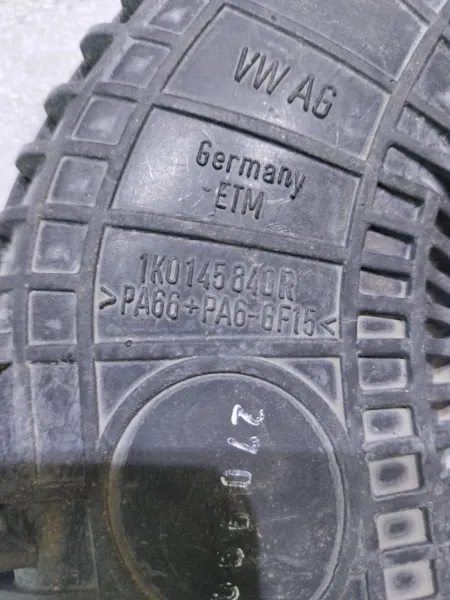 VW AG
Germany
ETM
1K0145840R
>PA66+PA6-GF15<